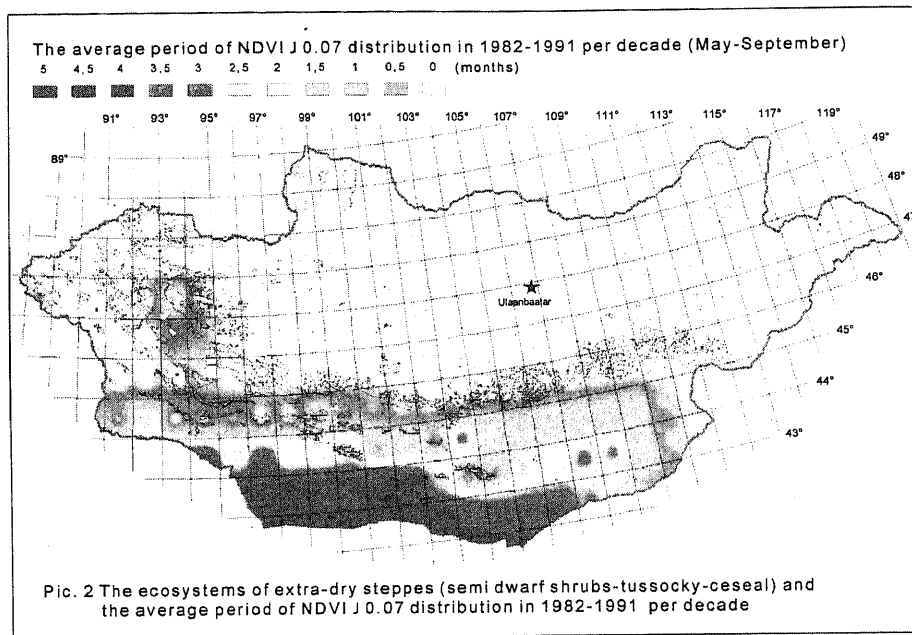 The average period of NDVI J 0.07 distribution in 1982-1991 per decade (May-September)
5 4,5 4 3,5 3 2,5 2 1,5 1 0,5 0 (months)
91° 93° 95° 97° 99° 101° 103° 105° 107° 109° 111° 113° 115° 117° 119°
89°
49°
48°
47
46°
45°
44°
43°
Ulaanbaatar
Pic. 2 The ecosystems of extra-dry steppes (semi dwarf shrubs-tussocky-ceseal) and
the average period of NDVI J 0.07 distribution in 1982-1991 per decade